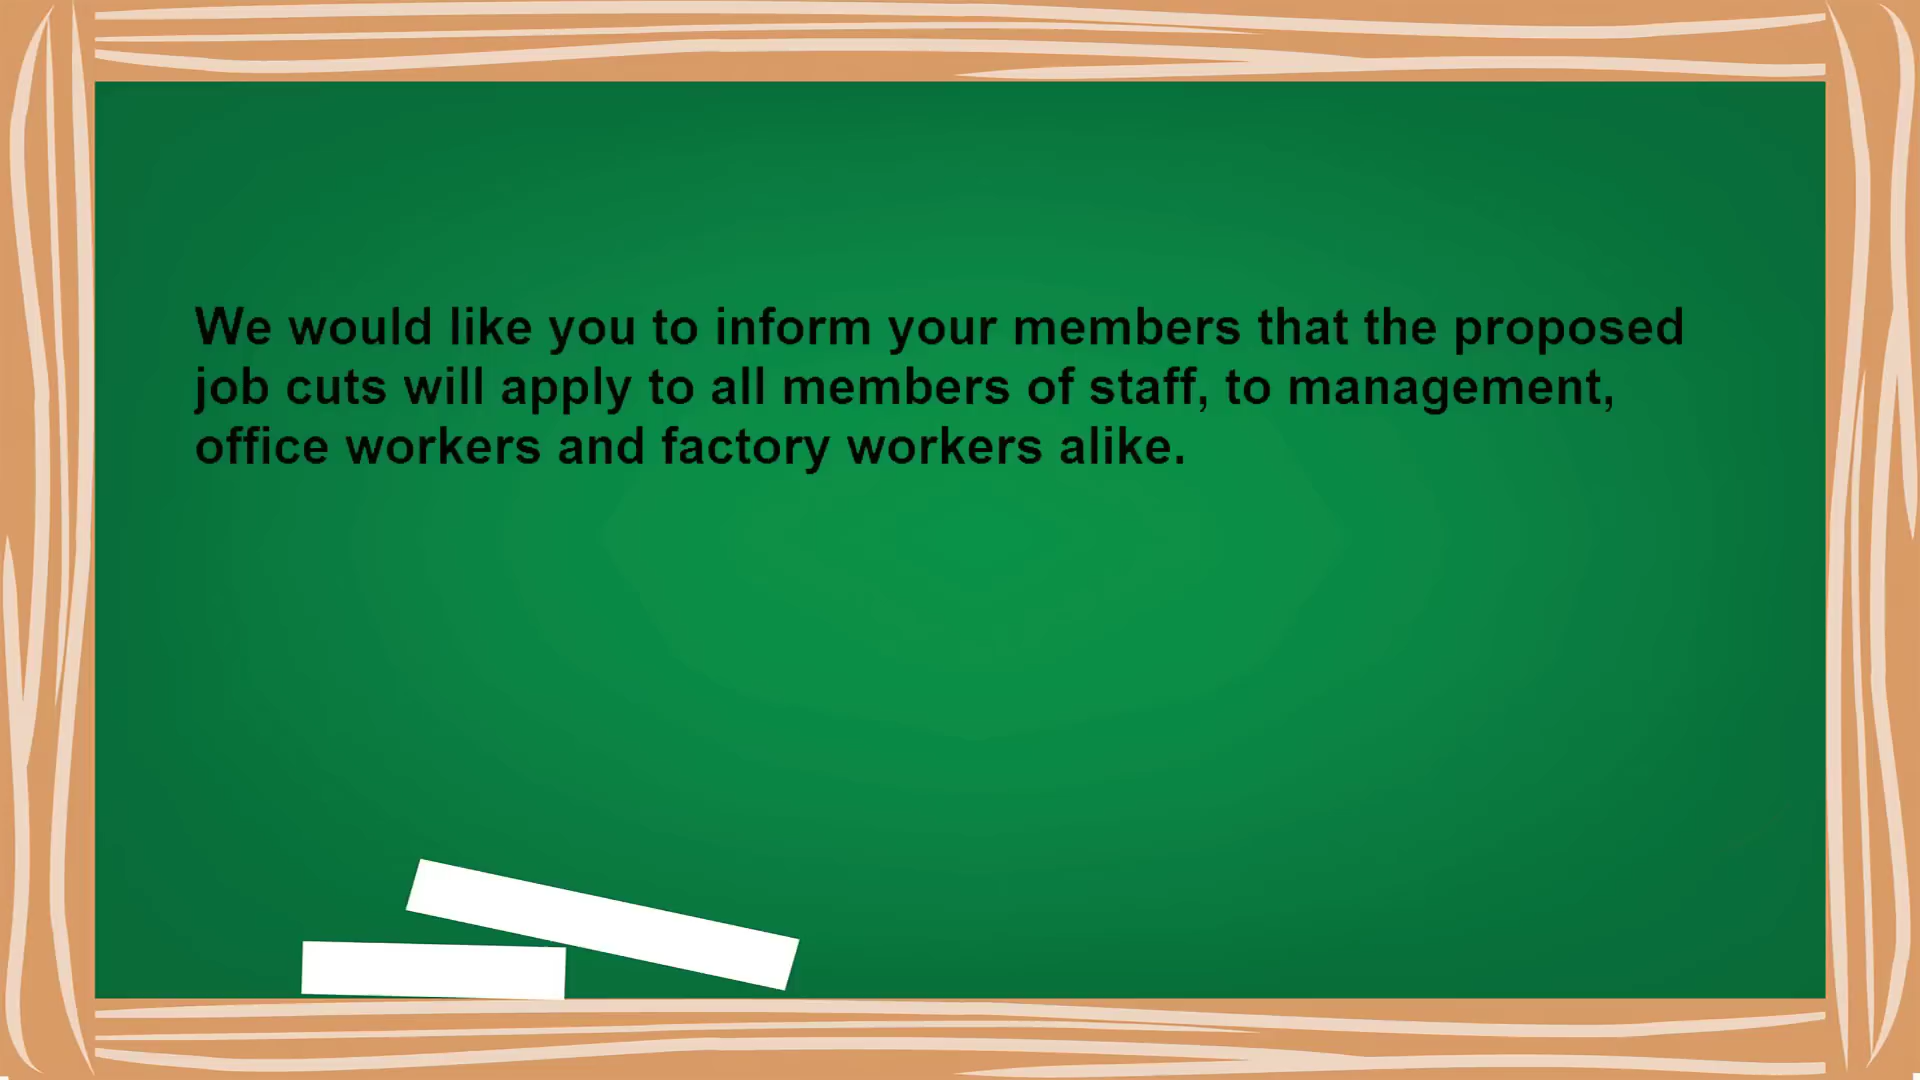 We would like you to inform your members that the proposed
job cuts will apply to all members of staff, to management,
office workers and factory workers alike.